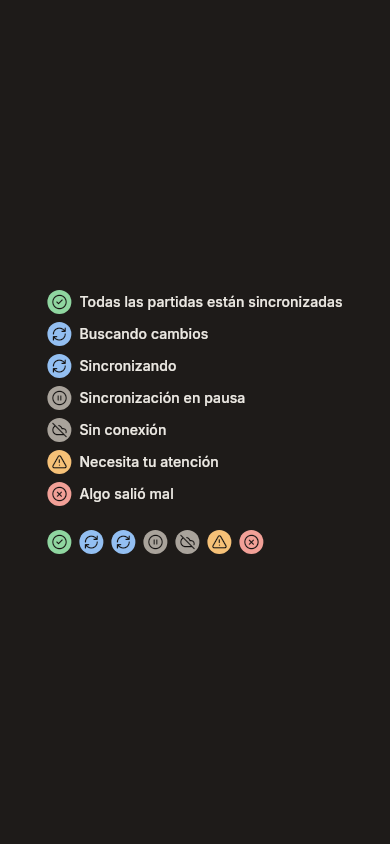 Todas las partidas están sincronizadas
Buscando cambios
Sincronizando
Sincronización en pausa
Sin conexión
Necesita tu atención
Algo salió mal